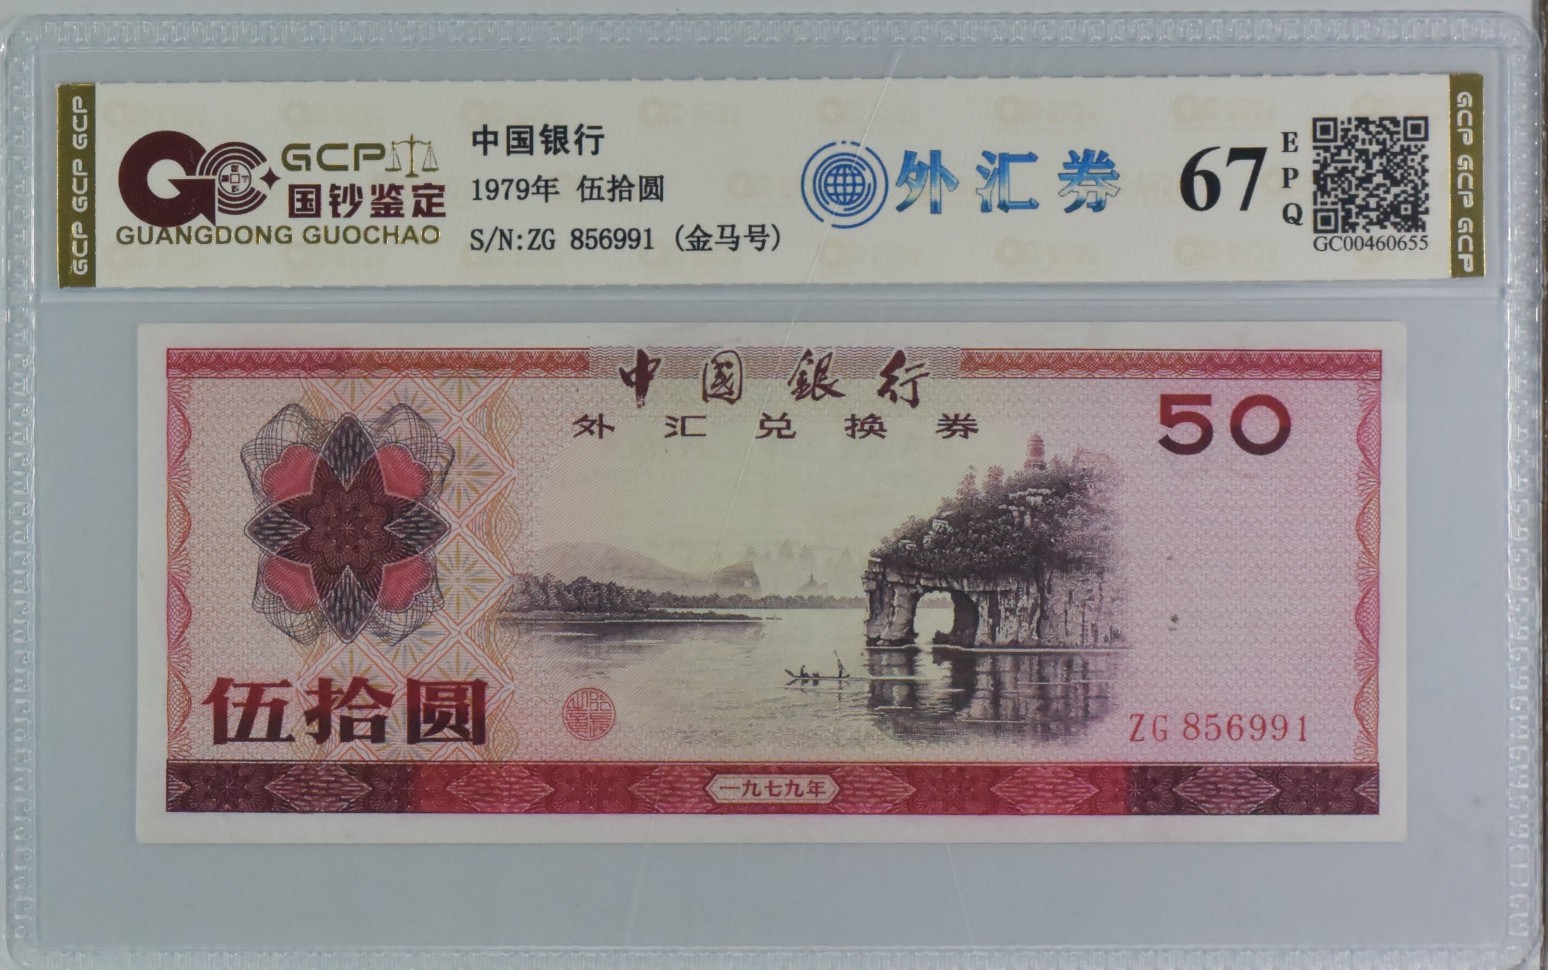 GCP GCP GCP
GCP
国钞鉴定
GUANGDONG GUOCHAO
中国银行
1979年 伍拾圆
S/N:ZG 856991 (金马号)
外汇券
67
EPQ
GC00460655
GCP GCP GCP
中國銀行
外汇兑换券
50
伍拾圆
ZG 856991
一九七九年